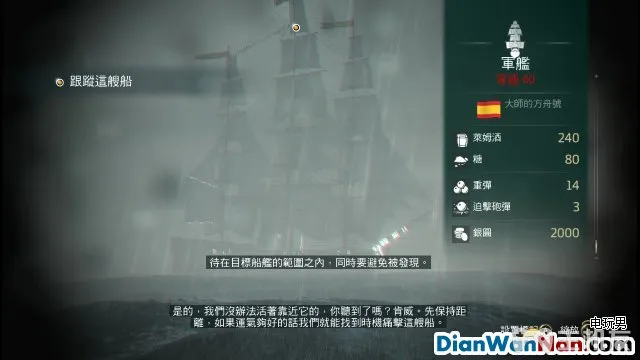 跟蹤這艘船
軍艦
等級 40
大師的方舟號
萊姆酒 240
糖 80
重彈 14
迫擊砲彈 3
銀圓 2000
待在目標船艦的範圍之內，同時要避免被發現。
是的，我們沒辦法活著靠近它的，你聽到了嗎？肯威。先保持距
離，如果運氣夠好的話我們就能找到時機痛擊這艘船。
电玩男
DianWanNan.com